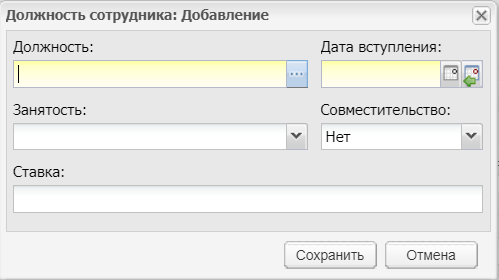 Должность сотрудника: Добавление
Должность: Дата вступления:
Занятость: Совместительство:
Нет
Ставка:
Сохранить Отмена